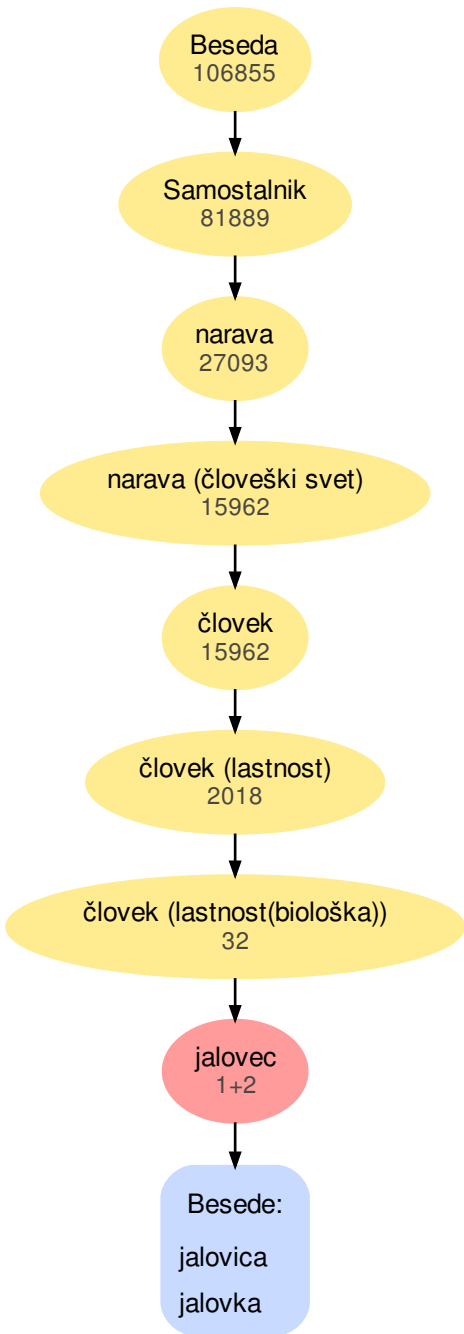 Beseda
106855
Samostalnik
81889
narava
27093
narava (človeški svet)
15962
človek
15962
človek (lastnost)
2018
človek (lastnost(biološka))
32
jalovec
1+2
Besede:
jalovica
jalovka